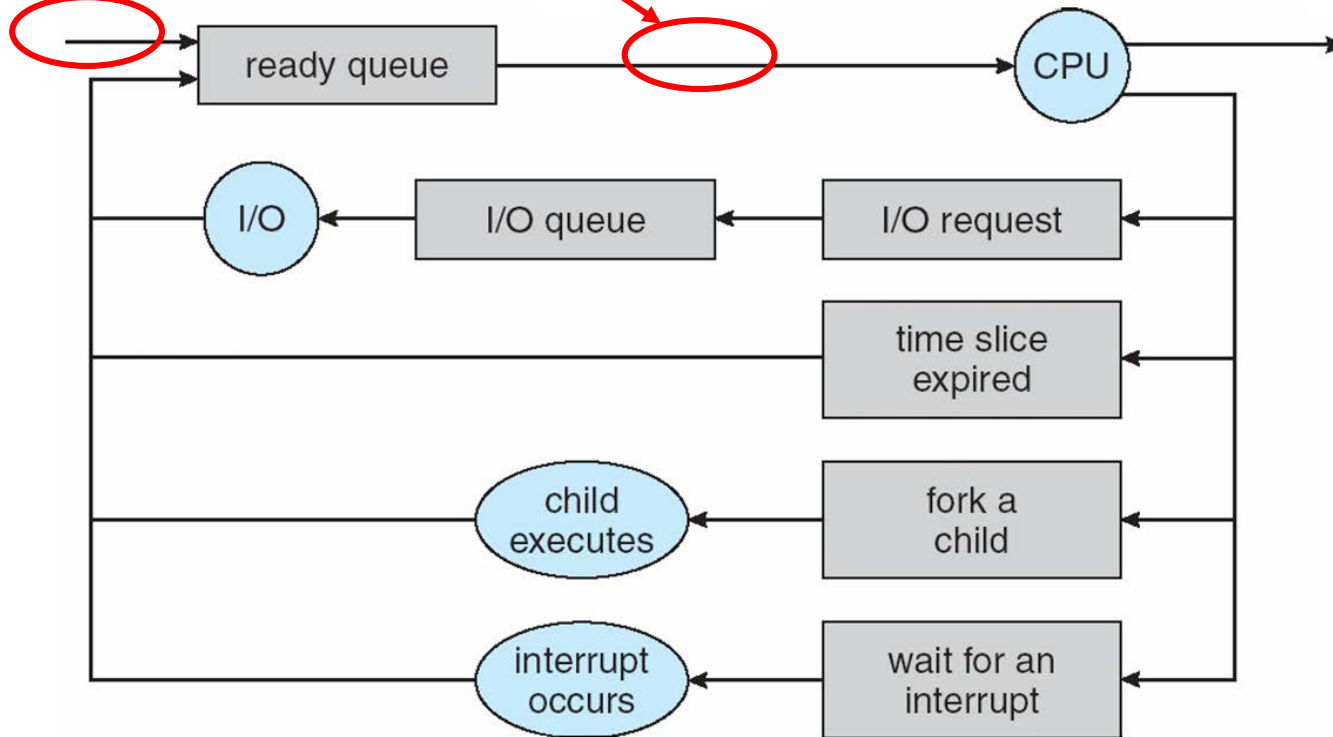 ready queue
CPU
I/O
I/O queue
I/O request
time slice
expired
child
executes
fork a
child
interrupt
occurs
wait for an
interrupt